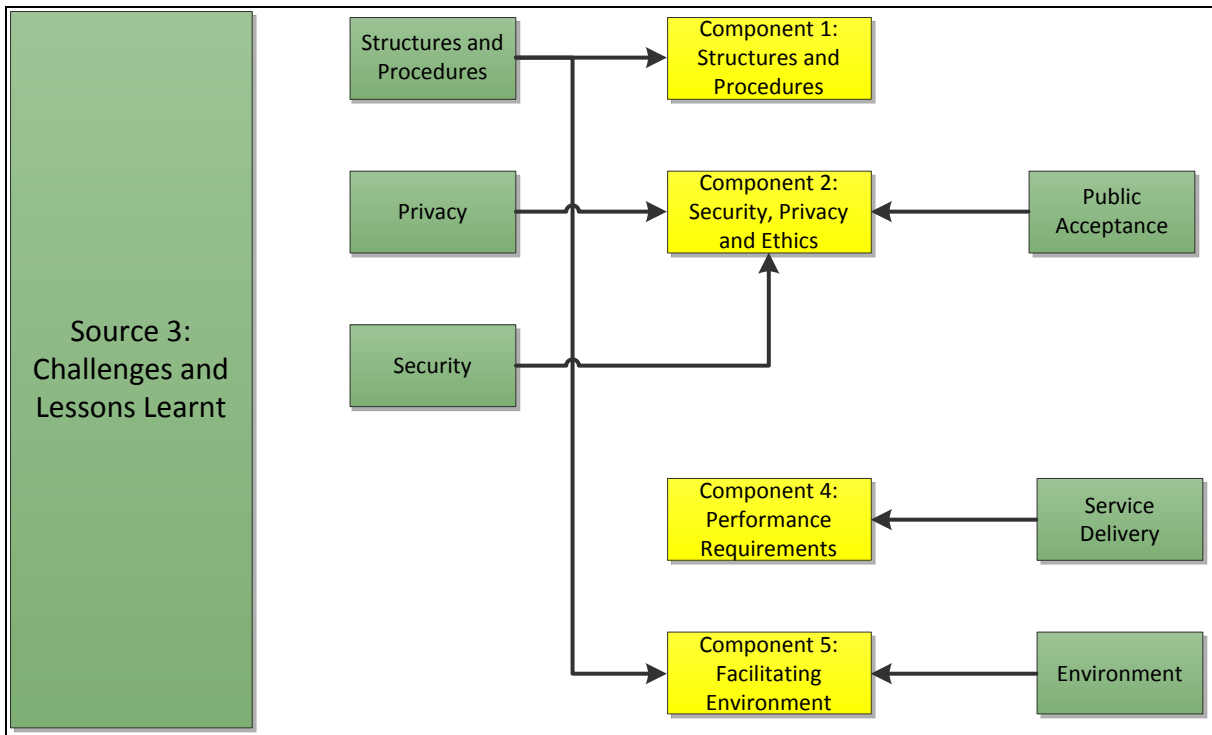 Source 3:
Challenges and
Lessons Learnt
Structures and
Procedures
Component 1:
Structures and
Procedures
Privacy
Component 2:
Security, Privacy
and Ethics
Public
Acceptance
Security
Component 4:
Performance
Requirements
Service
Delivery
Component 5:
Facilitating
Environment
Environment